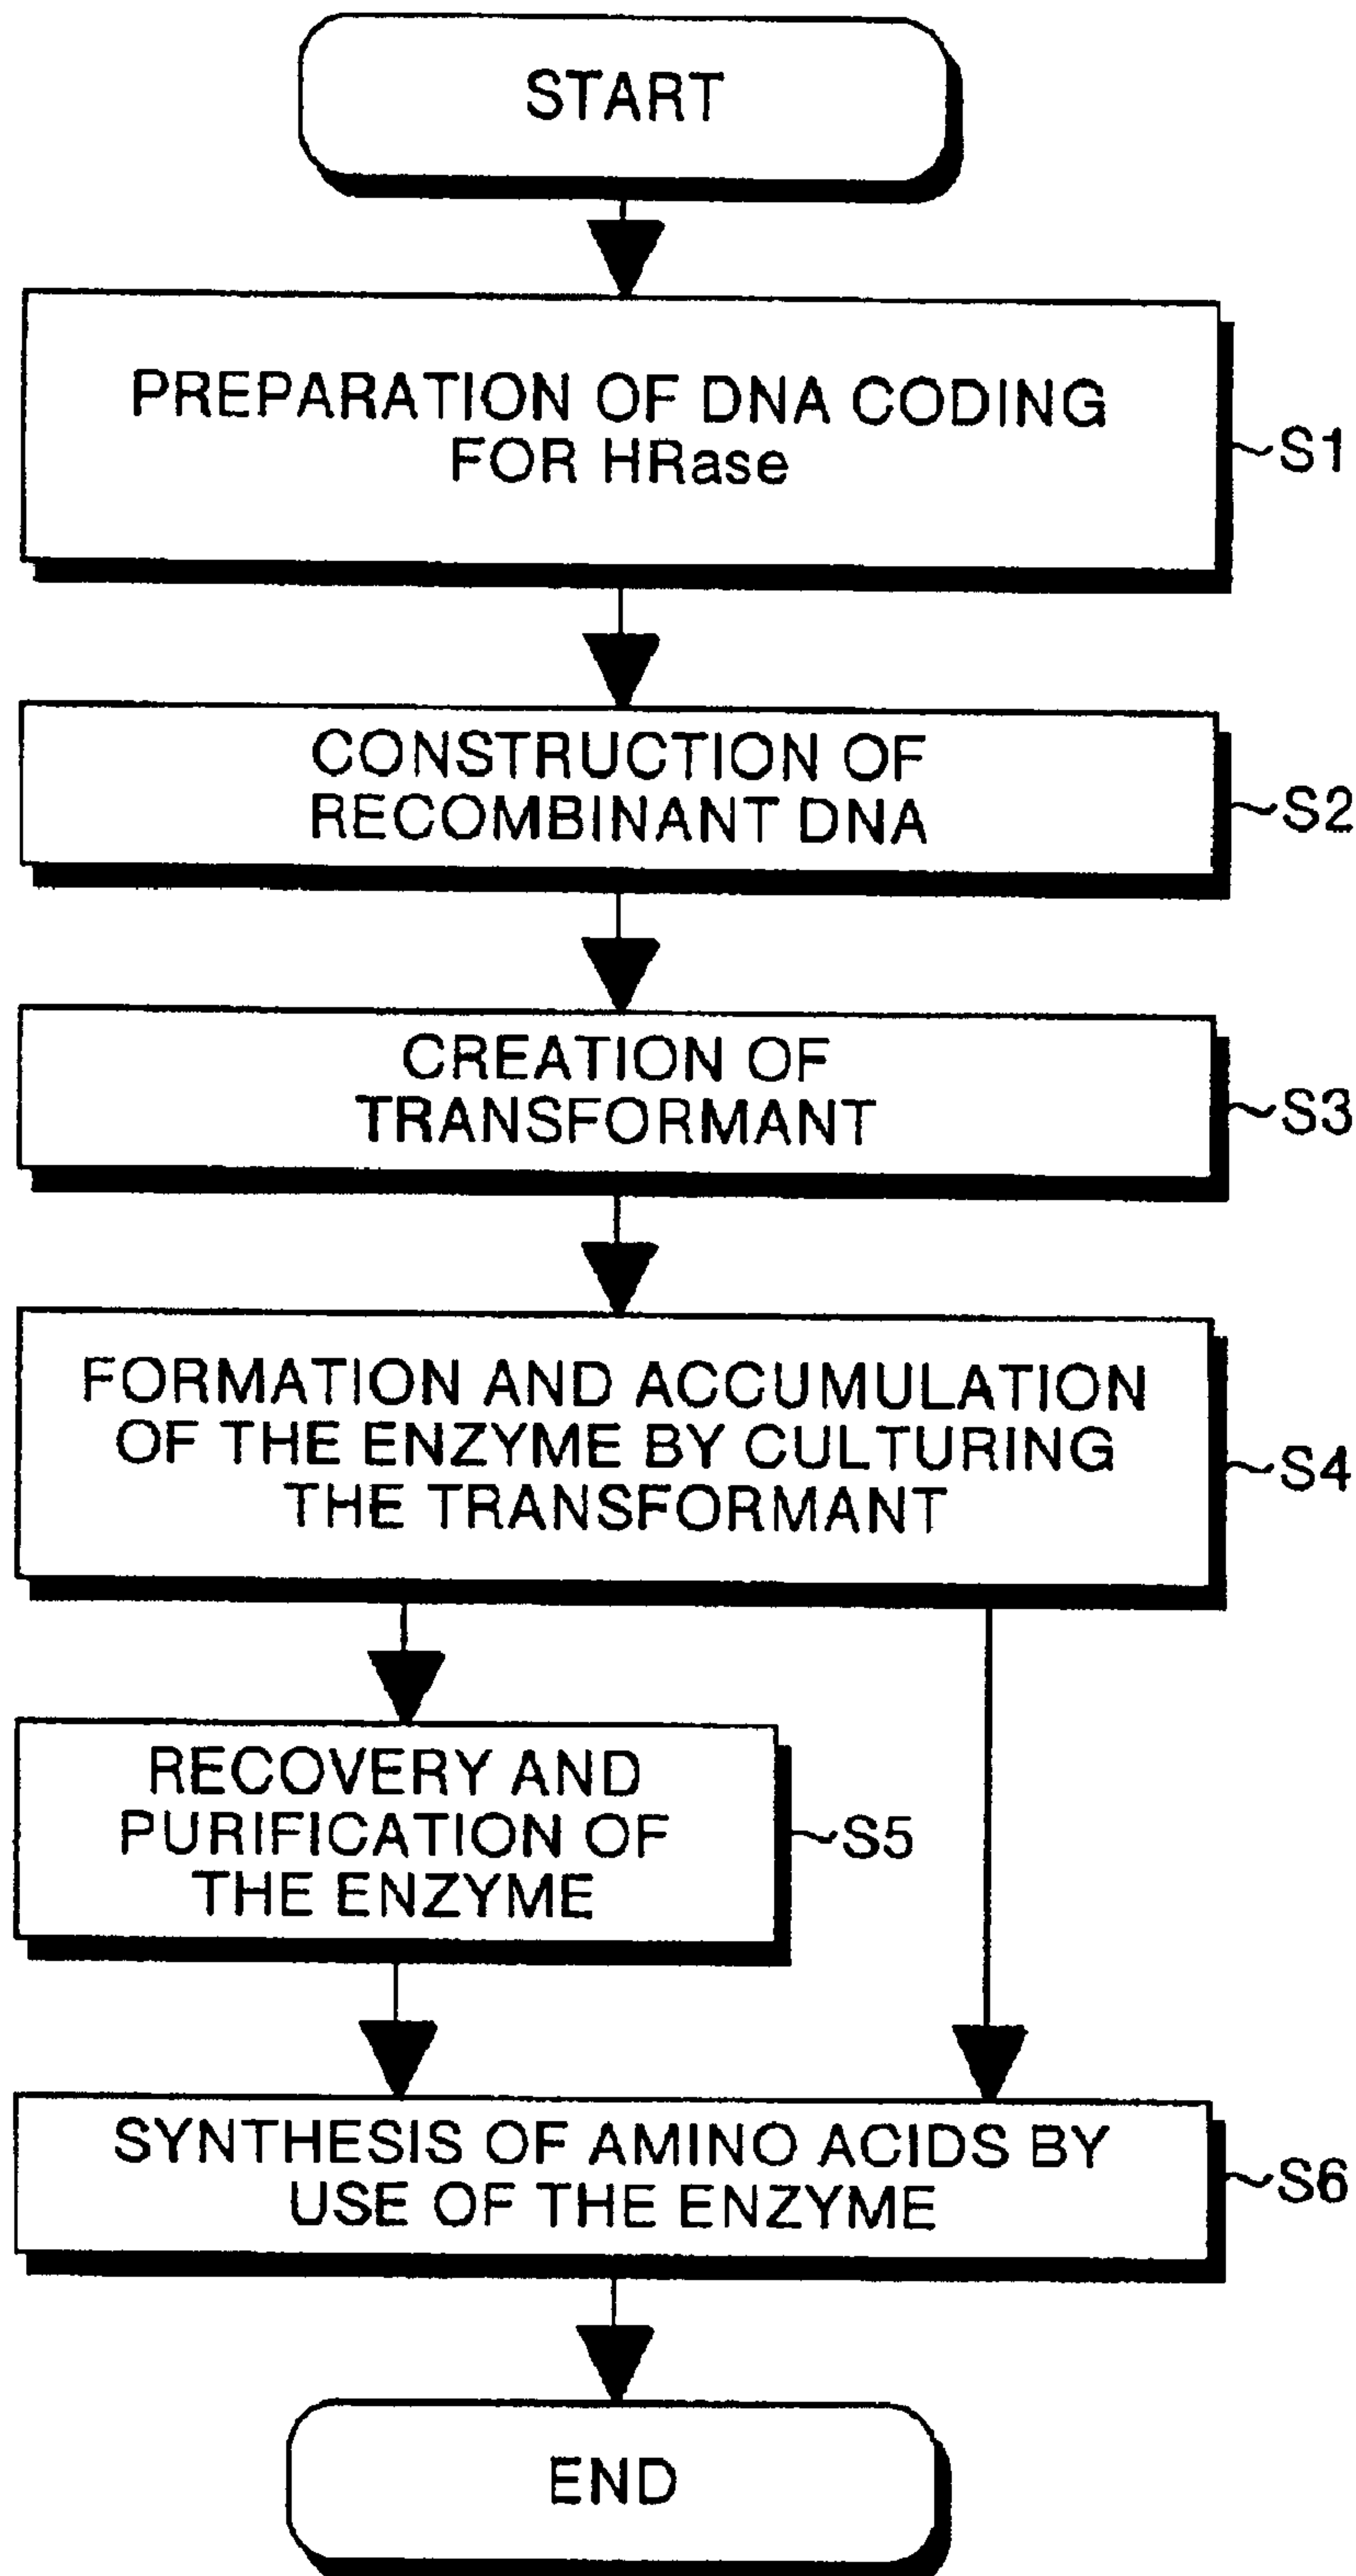 START
PREPARATION OF DNA CODING
FOR HRase
~S1
CONSTRUCTION OF
RECOMBINANT DNA
~S2
CREATION OF
TRANSFORMANT
~S3
FORMATION AND ACCUMULATION
OF THE ENZYME BY CULTURING
THE TRANSFORMANT
~S4
RECOVERY AND
PURIFICATION OF
THE ENZYME
~S5
SYNTHESIS OF AMINO ACIDS BY
USE OF THE ENZYME
~S6
END